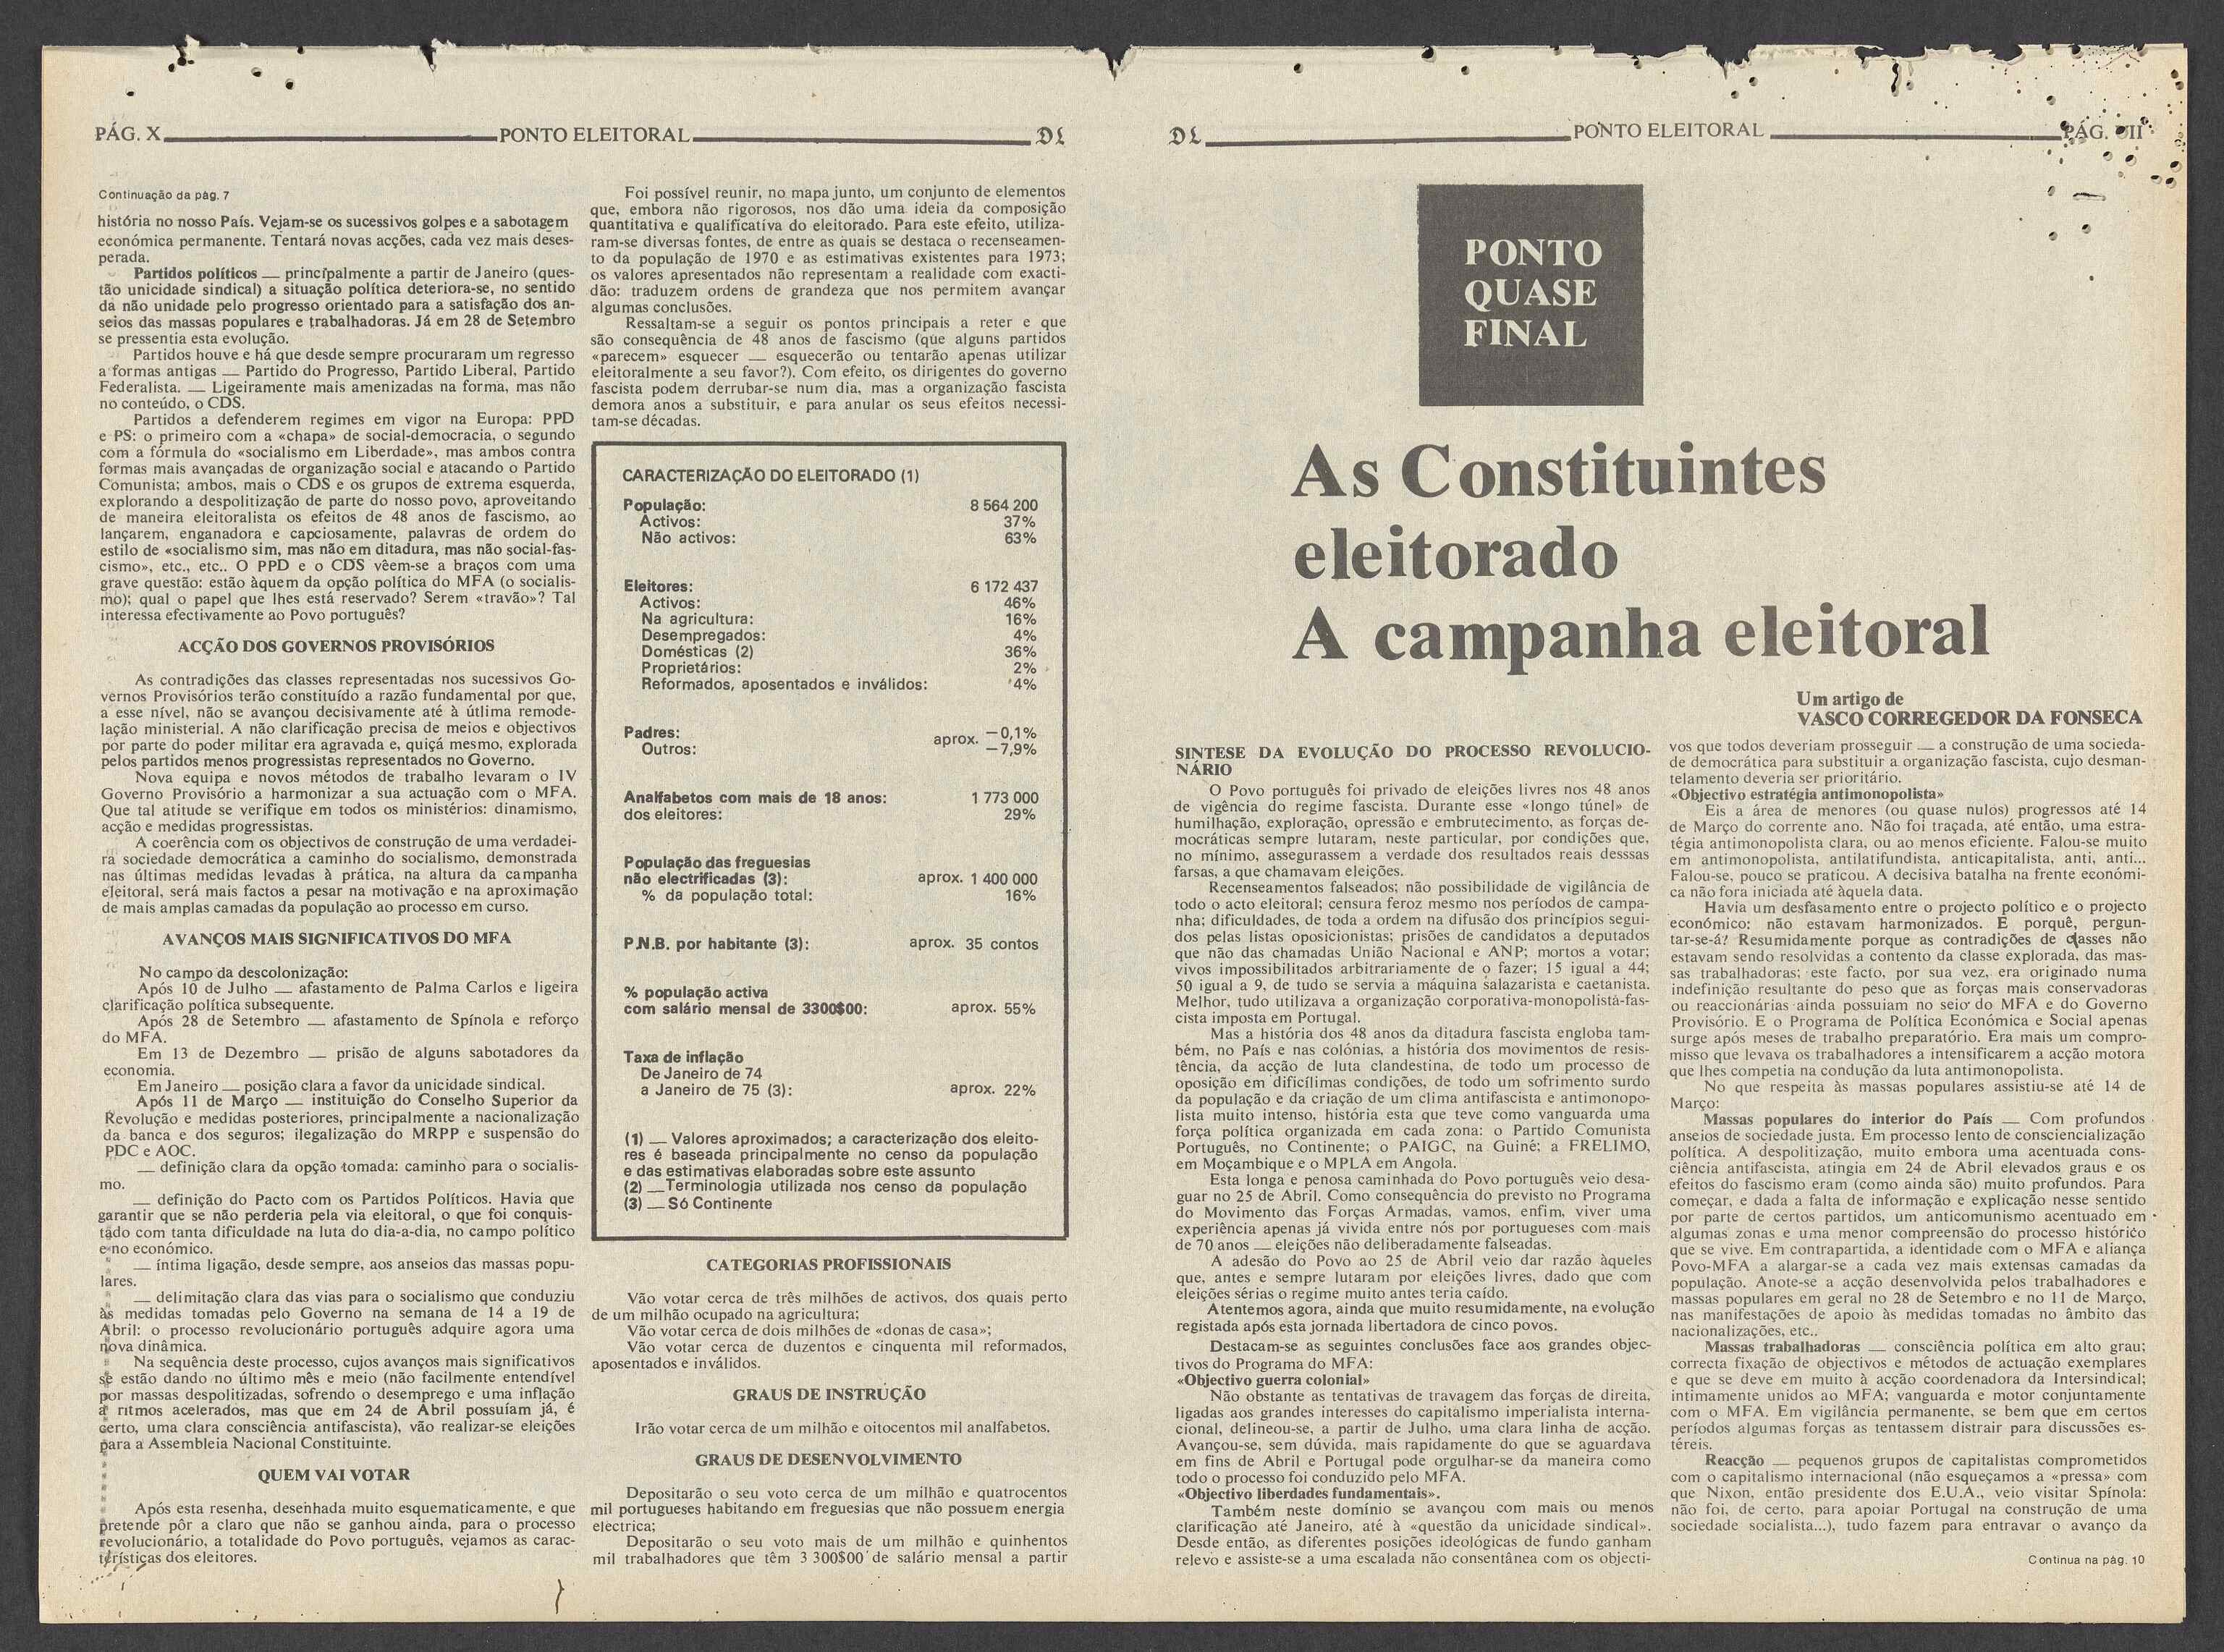 PÁG. X
PONTO ELEITORAL
DL
Continuação da pág. 7
história no nosso País. Vejam-se os sucessivos golpes e a sabotagem
económica permanente. Tentará novas acções, cada vez mais deses-
perada.
Partidos políticos — principalmente a partir de Janeiro (ques-
tão unicidade sindical) a situação política deteriora-se, no sentido
da não unidade pelo progresso orientado para a satisfação dos an-
seios das massas populares e trabalhadoras. Já em 28 de Setembro
se pressentia esta evolução.
Partidos houve e há que desde sempre procuraram um regresso
a formas antigas — Partido do Progresso, Partido Liberal, Partido
Federalista. — Ligeiramente mais amenizadas na forma, mas não
no conteúdo, o CDS.
Partidos a defenderem regimes em vigor na Europa: PPD
e PS: o primeiro com a «chapa» de social-democracia, o segundo
com a fórmula do «socialismo em Liberdade», mas ambos contra
formas mais avançadas de organização social e atacando o Partido
Comunista; ambos, mais o CDS e os grupos de extrema esquerda,
explorando a despolitização de parte do nosso povo, aproveitando
de maneira eleitoralista os efeitos de 48 anos de fascismo, ao
lançarem, enganadora e capciosamente, palavras de ordem do
estilo de «socialismo sim, mas não em ditadura, mas não social-fas-
cismo», etc., etc.. O PPD e o CDS vêem-se a braços com uma
grave questão: estão àquem da opção política do MFA (o socialis-
mo); qual o papel que lhes está reservado? Serem «travão»? Tal
interessa efectivamente ao Povo português?
ACÇÃO DOS GOVERNOS PROVISÓRIOS
As contradições das classes representadas nos sucessivos Go-
vernos Provisórios terão constituído a razão fundamental por que,
a esse nível, não se avançou decisivamente até à útlima remode-
lação ministerial. A não clarificação precisa de meios e objectivos
por parte do poder militar era agravada e, quiçá mesmo, explorada
pelos partidos menos progressistas representados no Governo.
Nova equipa e novos métodos de trabalho levaram o IV
Governo Provisório a harmonizar a sua actuação com o MFA.
Que tal atitude se verifique em todos os ministérios: dinamismo,
acção e medidas progressistas.
A coerência com os objectivos de construção de uma verdadei-
ra sociedade democrática a caminho do socialismo, demonstrada
nas últimas medidas levadas à prática, na altura da campanha
eleitoral, será mais factos a pesar na motivação e na aproximação
de mais amplas camadas da população ao processo em curso.
AVANÇOS MAIS SIGNIFICATIVOS DO MFA
No campo da descolonização:
Após 10 de Julho — afastamento de Palma Carlos e ligeira
clarificação política subsequente.
Após 28 de Setembro — afastamento de Spínola e reforço
do MFA.
Em 13 de Dezembro — prisão de alguns sabotadores da
economia.
Em Janeiro — posição clara a favor da unicidade sindical.
Após 11 de Março — instituição do Conselho Superior da
Revolução e medidas posteriores, principalmente a nacionalização
da banca e dos seguros; ilegalização do MRPP e suspensão do
PDC e AOC.
— definição clara da opção tomada: caminho para o socialis-
mo.
— definição do Pacto com os Partidos Políticos. Havia que
garantir que se não perderia pela via eleitoral, o que foi conquis-
tado com tanta dificuldade na luta do dia-a-dia, no campo político
e no económico.
— íntima ligação, desde sempre, aos anseios das massas popu-
lares.
— delimitação clara das vias para o socialismo que conduziu
às medidas tomadas pelo Governo na semana de 14 a 19 de
Abril: o processo revolucionário português adquire agora uma
nova dinâmica.
Na sequência deste processo, cujos avanços mais significativos
se estão dando no último mês e meio (não facilmente entendível
por massas despolitizadas, sofrendo o desemprego e uma inflação
a ritmos acelerados, mas que em 24 de Abril possuíam já, é
certo, uma clara consciência antifascista), vão realizar-se eleições
para a Assembleia Nacional Constituinte.
QUEM VAI VOTAR
Após esta resenha, desenhada muito esquematicamente, e que
pretende pôr a claro que não se ganhou ainda, para o processo
revolucionário, a totalidade do Povo português, vejamos as carac-
terísticas dos eleitores.
Foi possível reunir, no mapa junto, um conjunto de elementos
que, embora não rigorosos, nos dão uma ideia da composição
quantitativa e qualificativa do eleitorado. Para este efeito, utiliza-
ram-se diversas fontes, de entre as quais se destaca o recenseamen-
to da população de 1970 e as estimativas existentes para 1973;
os valores apresentados não representam a realidade com exacti-
dão: traduzem ordens de grandeza que nos permitem avançar
algumas conclusões.
Ressaltam-se a seguir os pontos principais a reter e que
são consequência de 48 anos de fascismo (que alguns partidos
«parecem» esquecer — esquecerão ou tentarão apenas utilizar
eleitoralmente a seu favor?). Com efeito, os dirigentes do governo
fascista podem derrubar-se num dia, mas a organização fascista
demora anos a substituir, e para anular os seus efeitos necessi-
tam-se décadas.
CARACTERIZAÇÃO DO ELEITORADO (1)
População: 8 564 200
Activos: 37%
Não activos: 63%
Eleitores: 6 172 437
Activos: 46%
Na agricultura: 16%
Desempregados: 4%
Domésticas (2) 36%
Proprietários: 2%
Reformados, aposentados e inválidos: 4%
Padres: aprox. —0,1%
Outros: —7,9%
Analfabetos com mais de 18 anos: 1 773 000
dos eleitores: 29%
População das freguesias
não electrificadas (3): aprox. 1 400 000
% da população total: 16%
P.N.B. por habitante (3): aprox. 35 contos
% população activa
com salário mensal de 3300$00: aprox. 55%
Taxa de inflação
De Janeiro de 74
a Janeiro de 75 (3): aprox. 22%
(1) — Valores aproximados; a caracterização dos eleito-
res é baseada principalmente no censo da população
e das estimativas elaboradas sobre este assunto
(2) — Terminologia utilizada nos censo da população
(3) — Só Continente
CATEGORIAS PROFISSIONAIS
Vão votar cerca de três milhões de activos, dos quais perto
de um milhão ocupado na agricultura;
Vão votar cerca de dois milhões de «donas de casa»;
Vão votar cerca de duzentos e cinquenta mil reformados,
aposentados e inválidos.
GRAUS DE INSTRUÇÃO
Irão votar cerca de um milhão e oitocentos mil analfabetos.
GRAUS DE DESENVOLVIMENTO
Depositarão o seu voto cerca de um milhão e quatrocentos
mil portugueses habitando em freguesias que não possuem energia
electrica;
Depositarão o seu voto mais de um milhão e quinhentos
mil trabalhadores que têm 3 300$00 de salário mensal a partir
DL
PONTO ELEITORAL
PÁG. VII
PONTO
QUASE
FINAL
As Constituintes
eleitorado
A campanha eleitoral
Um artigo de
VASCO CORREGEDOR DA FONSECA
SINTESE DA EVOLUÇÃO DO PROCESSO REVOLUCIO-
NÁRIO
O Povo português foi privado de eleições livres nos 48 anos
de vigência do regime fascista. Durante esse «longo túnel» de
humilhação, exploração, opressão e embrutecimento, as forças de-
mocráticas sempre lutaram, neste particular, por condições que,
no mínimo, assegurassem a verdade dos resultados reais desssas
farsas, a que chamavam eleições.
Recenseamentos falseados; não possibilidade de vigilância de
todo o acto eleitoral; censura feroz mesmo nos períodos de campa-
nha; dificuldades, de toda a ordem na difusão dos princípios segui-
dos pelas listas oposicionistas; prisões de candidatos a deputados
que não das chamadas União Nacional e ANP; mortos a votar;
vivos impossibilitados arbitrariamente de o fazer; 15 igual a 44;
50 igual a 9, de tudo se servia a máquina salazarista e caetanista.
Melhor, tudo utilizava a organização corporativa-monopolista-fas-
cista imposta em Portugal.
Mas a história dos 48 anos da ditadura fascista engloba tam-
bém, no País e nas colónias, a história dos movimentos de resis-
tência, da acção de luta clandestina, de todo um processo de
oposição em dificílimas condições, de todo um sofrimento surdo
da população e da criação de um clima antifascista e antimonopo-
lista muito intenso, história esta que teve como vanguarda uma
força política organizada em cada zona: o Partido Comunista
Português, no Continente; o PAIGC, na Guiné; a FRELIMO,
em Moçambique e o MPLA em Angola.
Esta longa e penosa caminhada do Povo português veio desa-
guar no 25 de Abril. Como consequência do previsto no Programa
do Movimento das Forças Armadas, vamos, enfim, viver uma
experiência apenas já vivida entre nós por portugueses com mais
de 70 anos — eleições não deliberadamente falseadas.
A adesão do Povo ao 25 de Abril veio dar razão àqueles
que, antes e sempre lutaram por eleições livres, dado que com
eleições sérias o regime muito antes teria caído.
Atentemos agora, ainda que muito resumidamente, na evolução
registada após esta jornada libertadora de cinco povos.
Destacam-se as seguintes conclusões face aos grandes objec-
tivos do Programa do MFA:
«Objectivo guerra colonial»
Não obstante as tentativas de travagem das forças de direita,
ligadas aos grandes interesses do capitalismo imperialista interna-
cional, delineou-se, a partir de Julho, uma clara linha de acção.
Avançou-se, sem dúvida, mais rapidamente do que se aguardava
em fins de Abril e Portugal pode orgulhar-se da maneira como
todo o processo foi conduzido pelo MFA.
«Objectivo liberdades fundamentais».
Também neste domínio se avançou com mais ou menos
clarificação até Janeiro, até à «questão da unicidade sindical».
Desde então, as diferentes posições ideológicas de fundo ganham
relevo e assiste-se a uma escalada não consentânea com os objecti-
vos que todos deveriam prosseguir — a construção de uma socieda-
de democrática para substituir a organização fascista, cujo desman-
telamento deveria ser prioritário.
«Objectivo estratégia antimonopolista»
Eis a área de menores (ou quase nulos) progressos até 14
de Março do corrente ano. Não foi traçada, até então, uma estra-
tégia antimonopolista clara, ou ao menos eficiente. Falou-se muito
em antimonopolista, antilatifundista, anticapitalista, anti, anti...
Falou-se, pouco se praticou. A decisiva batalha na frente económi-
ca não fora iniciada até àquela data.
Havia um desfasamento entre o projecto político e o projecto
económico: não estavam harmonizados. E porquê, pergun-
tar-se-á? Resumidamente porque as contradições de classes não
estavam sendo resolvidas a contento da classe explorada, das mas-
sas trabalhadoras; este facto, por sua vez, era originado numa
indefinição resultante do peso que as forças mais conservadoras
ou reaccionárias ainda possuiam no seio do MFA e do Governo
Provisório. E o Programa de Política Económica e Social apenas
surge após meses de trabalho preparatório. Era mais um compro-
misso que levava os trabalhadores a intensificarem a acção motora
que lhes competia na condução da luta antimonopolista.
No que respeita às massas populares assistiu-se até 14 de
Março:
Massas populares do interior do País — Com profundos
anseios de sociedade justa. Em processo lento de consciencialização
política. A despolitização, muito embora uma acentuada cons-
ciência antifascista, atingia em 24 de Abril elevados graus e os
efeitos do fascismo eram (como ainda são) muito profundos. Para
começar, e dada a falta de informação e explicação nesse sentido
por parte de certos partidos, um anticomunismo acentuado em
algumas zonas e uma menor compreensão do processo histórico
que se vive. Em contrapartida, a identidade com o MFA e aliança
Povo-MFA a alargar-se a cada vez mais extensas camadas da
população. Anote-se a acção desenvolvida pelos trabalhadores e
massas populares em geral no 28 de Setembro e no 11 de Março,
nas manifestações de apoio às medidas tomadas no âmbito das
nacionalizações, etc..
Massas trabalhadoras — consciência política em alto grau;
correcta fixação de objectivos e métodos de actuação exemplares
e que se deve em muito à acção coordenadora da Intersindical;
intimamente unidos ao MFA; vanguarda e motor conjuntamente
com o MFA. Em vigilância permanente, se bem que em certos
períodos algumas forças as tentassem distrair para discussões es-
téreis.
Reacção — pequenos grupos de capitalistas comprometidos
com o capitalismo internacional (não esqueçamos a «pressa» com
que Nixon, então presidente dos E.U.A., veio visitar Spínola:
não foi, de certo, para apoiar Portugal na construção de uma
sociedade socialista...), tudo fazem para entravar o avanço da
Continua na pág. 10